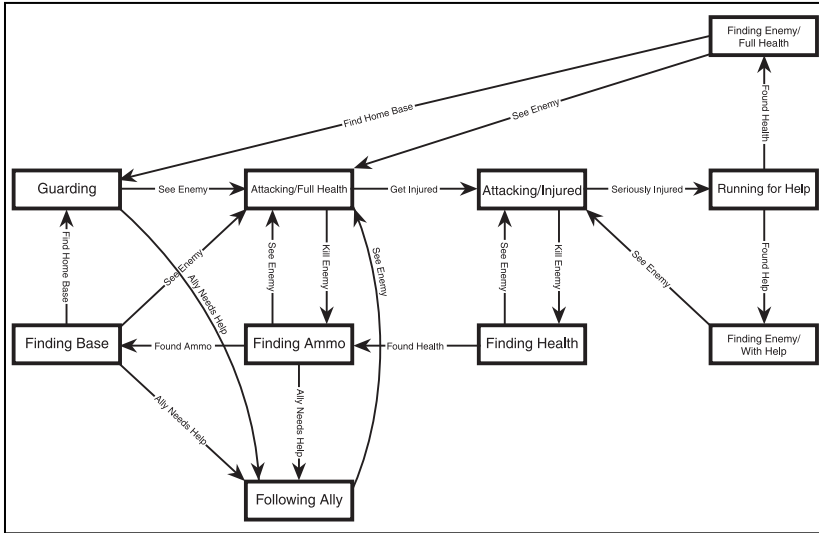 Finding Enemy/
Full Health
Find Home Base
See Enemy
Found Health
Guarding
See Enemy
Attacking/Full Health
Get Injured
Attacking/Injured
Seriously Injured
Running for Help
Find Home Base
See Enemy
Ally Needs Help
See Enemy
Kill Enemy
See Enemy
See Enemy
Kill Enemy
See Enemy
Found Help
Finding Base
Found Ammo
Finding Ammo
Found Health
Finding Health
Finding Enemy/
With Help
Ally Needs Help
Ally Needs Help
Following Ally